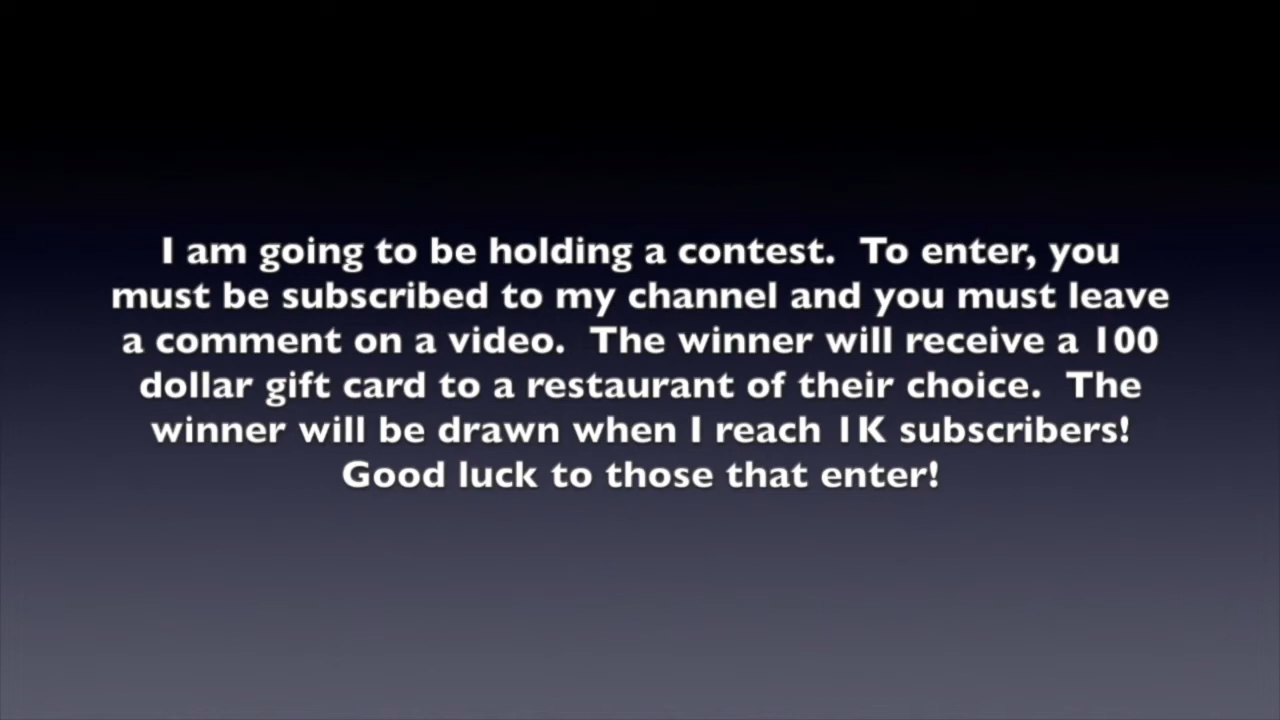 I am going to be holding a contest.  To enter, you
must be subscribed to my channel and you must leave
a comment on a video.  The winner will receive a 100
dollar gift card to a restaurant of their choice.  The
winner will be drawn when I reach 1K subscribers!
Good luck to those that enter!